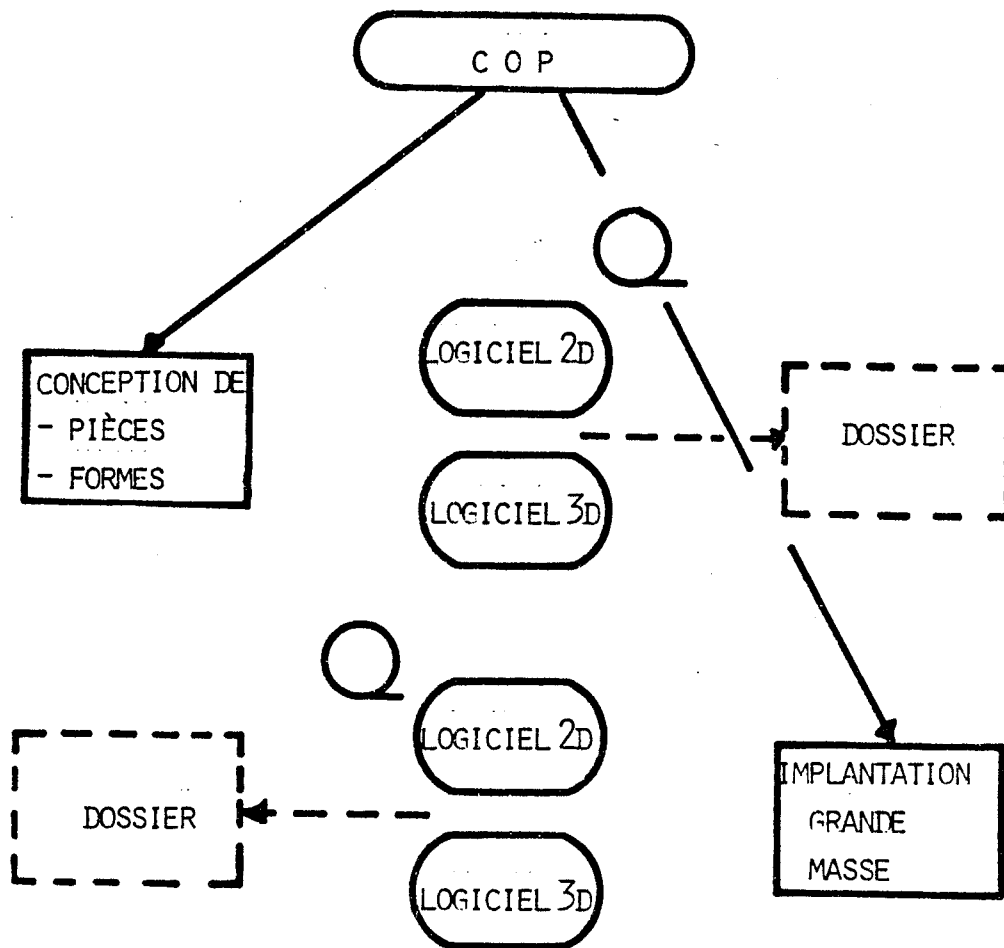 C O P
LOGICIEL 2D
CONCEPTION DE
- PIÈCES
- FORMES
DOSSIER
LOGICIEL 3D
LOGICIEL 2D
IMPLANTATION
GRANDE
MASSE
DOSSIER
LOGICIEL 3D